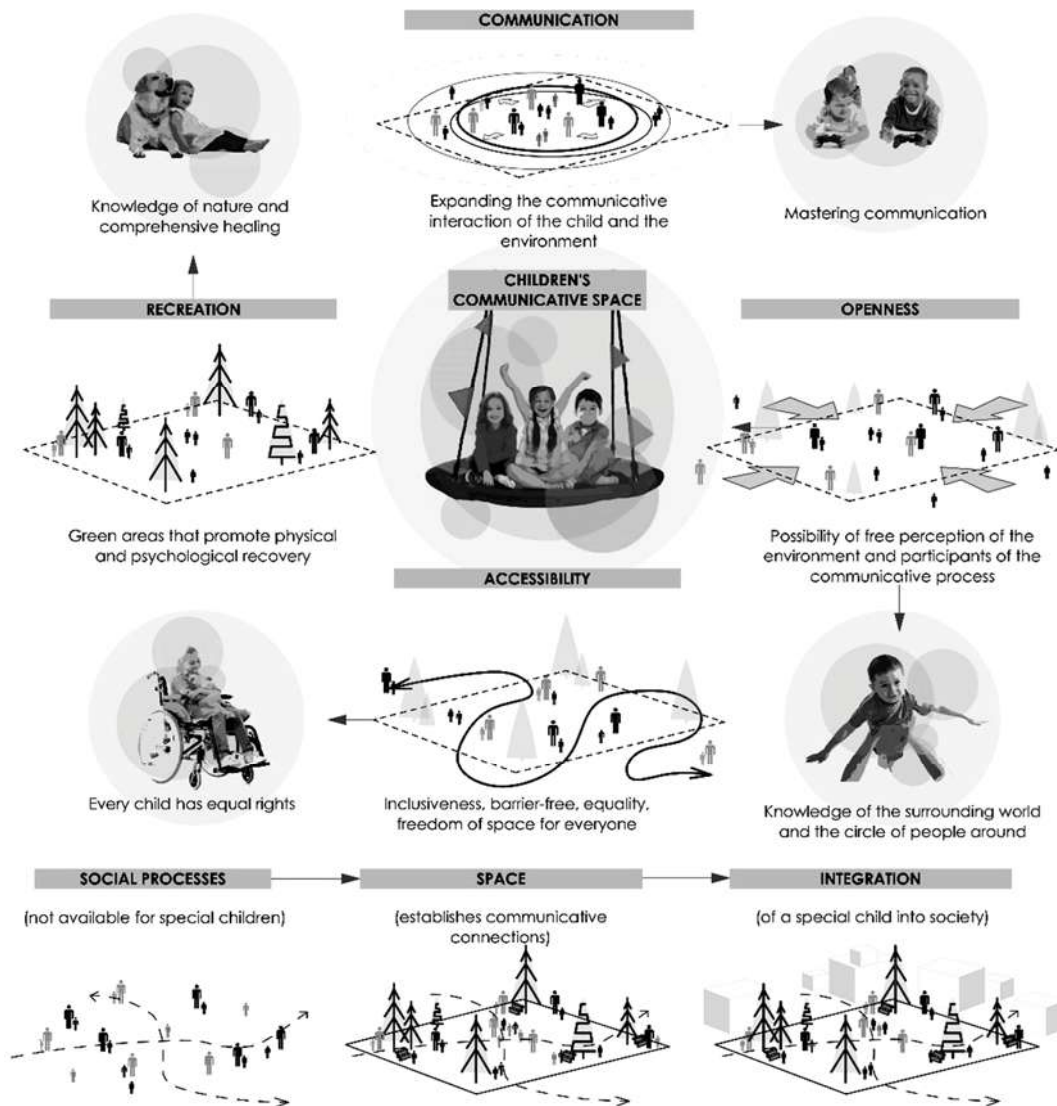 COMMUNICATION
Knowledge of nature and
comprehensive healing
Expanding the communicative
interaction of the child and the
environment
Mastering communication
RECREATION
CHILDREN'S
COMMUNICATIVE SPACE
OPENNESS
Green areas that promote physical
and psychological recovery
Possibility of free perception of the
environment and participants of the
communicative process
ACCESSIBILITY
Every child has equal rights
Inclusiveness, barrier-free, equality,
freedom of space for everyone
Knowledge of the surrounding world
and the circle of people around
SOCIAL PROCESSES
SPACE
INTEGRATION
(not available for special children)
(establishes communicative
connections)
(of a special child into society)